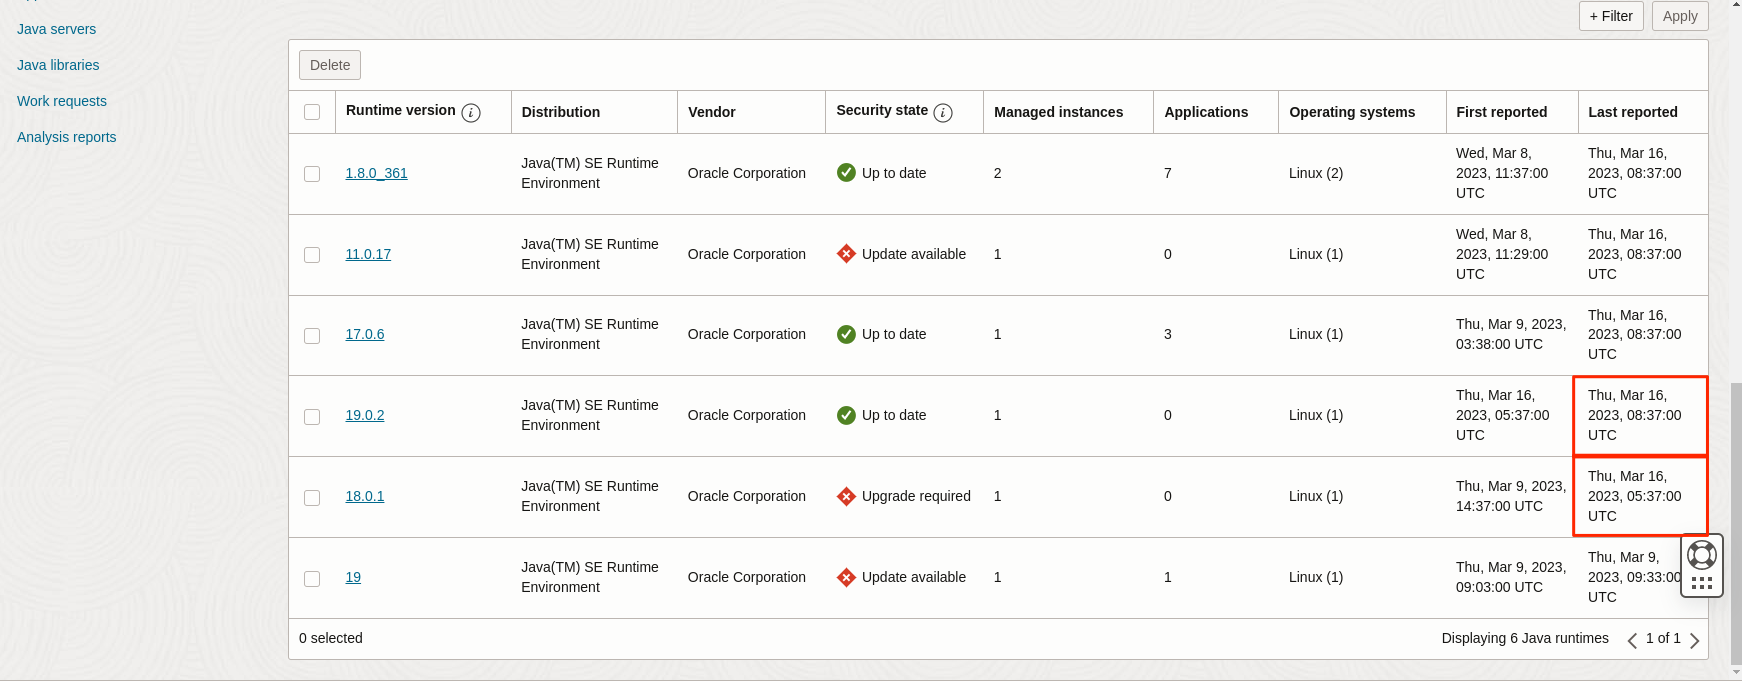 Java servers
Java libraries
Work requests
Analysis reports
+ Filter
Apply
Delete
Runtime version
Distribution
Vendor
Security state
Managed instances
Applications
Operating systems
First reported
Last reported
1.8.0_361
Java(TM) SE Runtime
Environment
Oracle Corporation
Up to date
2
7
Linux (2)
Wed, Mar 8,
2023, 11:37:00
UTC
Thu, Mar 16,
2023, 08:37:00
UTC
11.0.17
Java(TM) SE Runtime
Environment
Oracle Corporation
Update available
1
0
Linux (1)
Wed, Mar 8,
2023, 11:29:00
UTC
Thu, Mar 16,
2023, 08:37:00
UTC
17.0.6
Java(TM) SE Runtime
Environment
Oracle Corporation
Up to date
1
3
Linux (1)
Thu, Mar 9, 2023,
03:38:00 UTC
Thu, Mar 16,
2023, 08:37:00
UTC
19.0.2
Java(TM) SE Runtime
Environment
Oracle Corporation
Up to date
1
0
Linux (1)
Thu, Mar 16,
2023, 05:37:00
UTC
Thu, Mar 16,
2023, 08:37:00
UTC
18.0.1
Java(TM) SE Runtime
Environment
Oracle Corporation
Upgrade required
1
0
Linux (1)
Thu, Mar 9, 2023,
14:37:00 UTC
Thu, Mar 16,
2023, 05:37:00
UTC
19
Java(TM) SE Runtime
Environment
Oracle Corporation
Update available
1
1
Linux (1)
Thu, Mar 9, 2023,
09:03:00 UTC
Thu, Mar 9,
2023, 09:33:00
UTC
0 selected
Displaying 6 Java runtimes
1 of 1